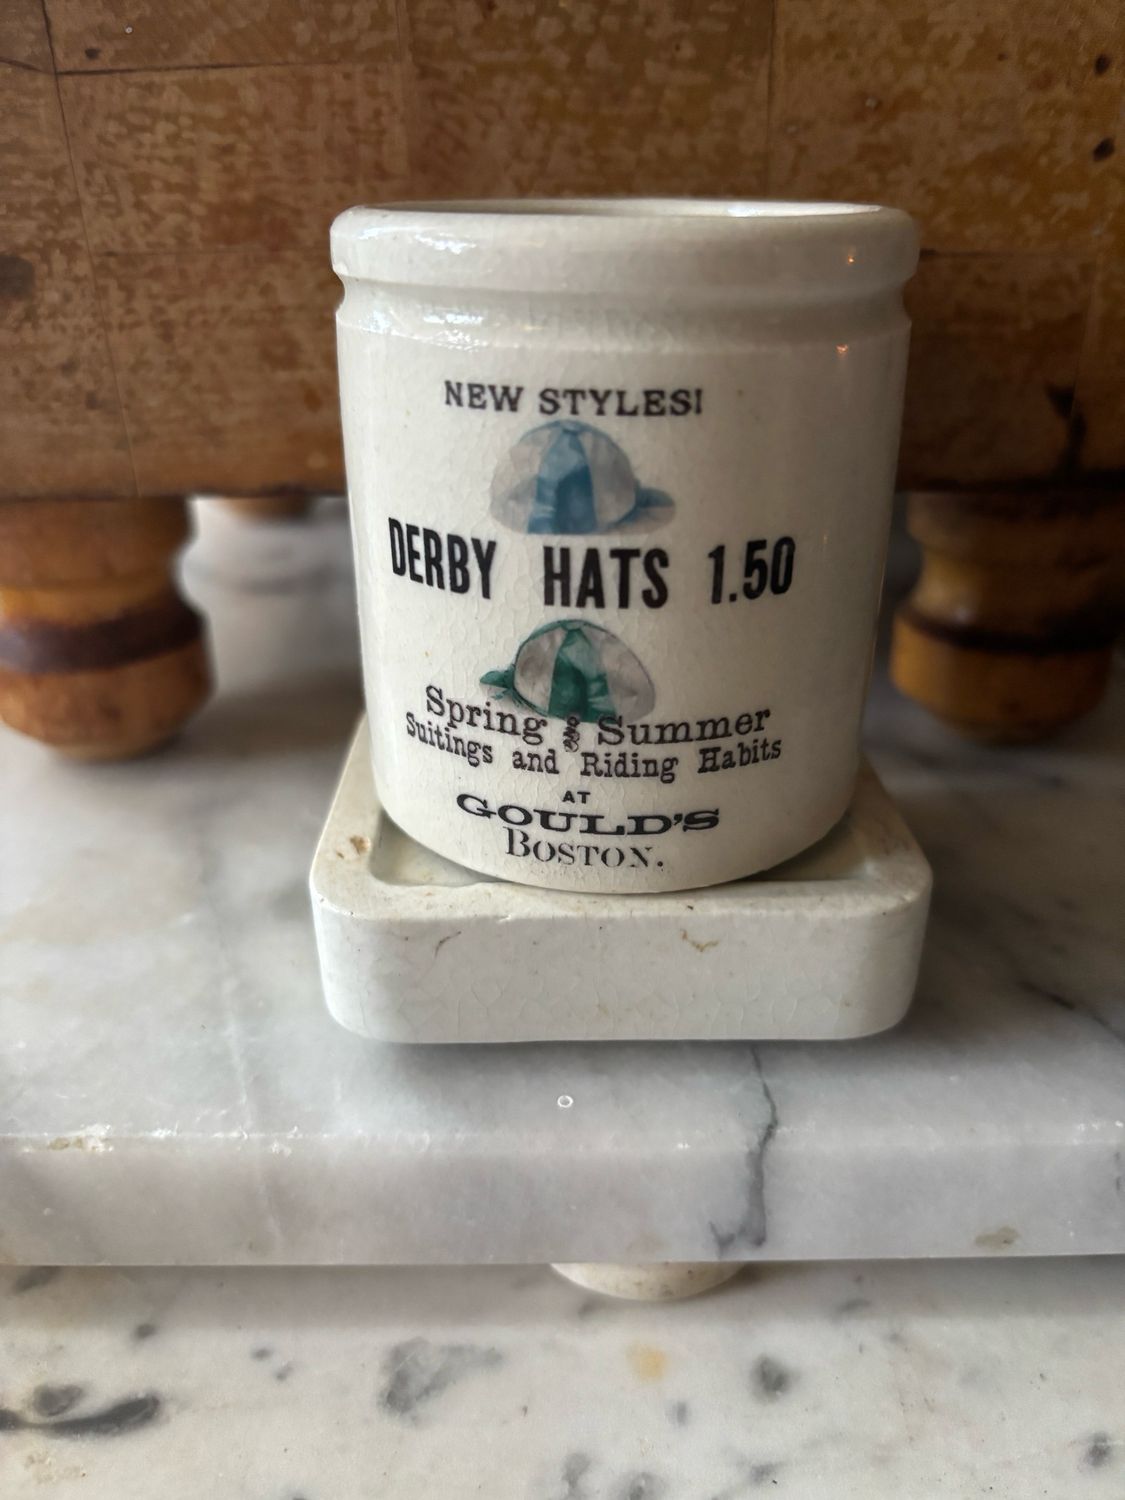 NEW STYLES!
DERBY HATS 1.50
Spring & Summer
Suitings and Riding Habits
AT
GOULD'S
BOSTON.